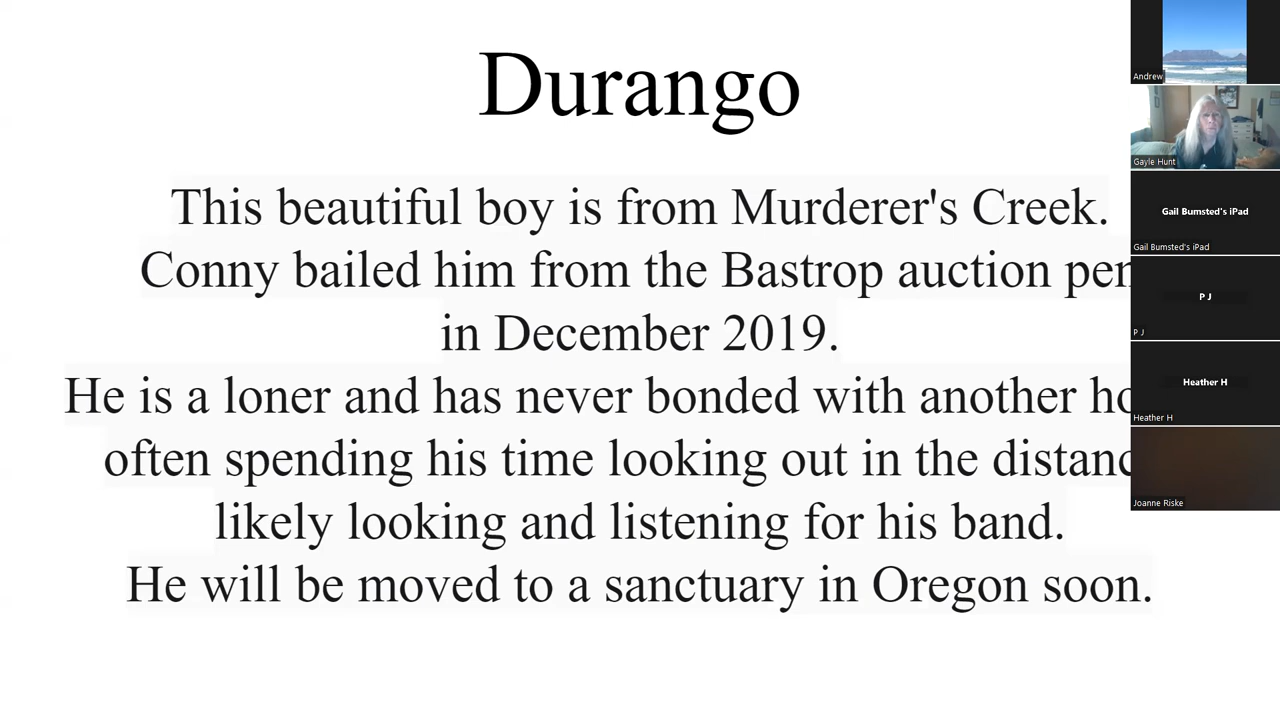 Durango
This beautiful boy is from Murderer's Creek.
Conny bailed him from the Bastrop auction pen
in December 2019.
He is a loner and has never bonded with another
often spending his time looking out in the
likely looking and listening for his band.
He will be moved to a sanctuary in Oregon soon.
Andrew
Gayle Hunt
Gail Bumsted's iPad
Gail Bumsted's iPad
P J
P J
Heather H
Heather H
Joanne Riske